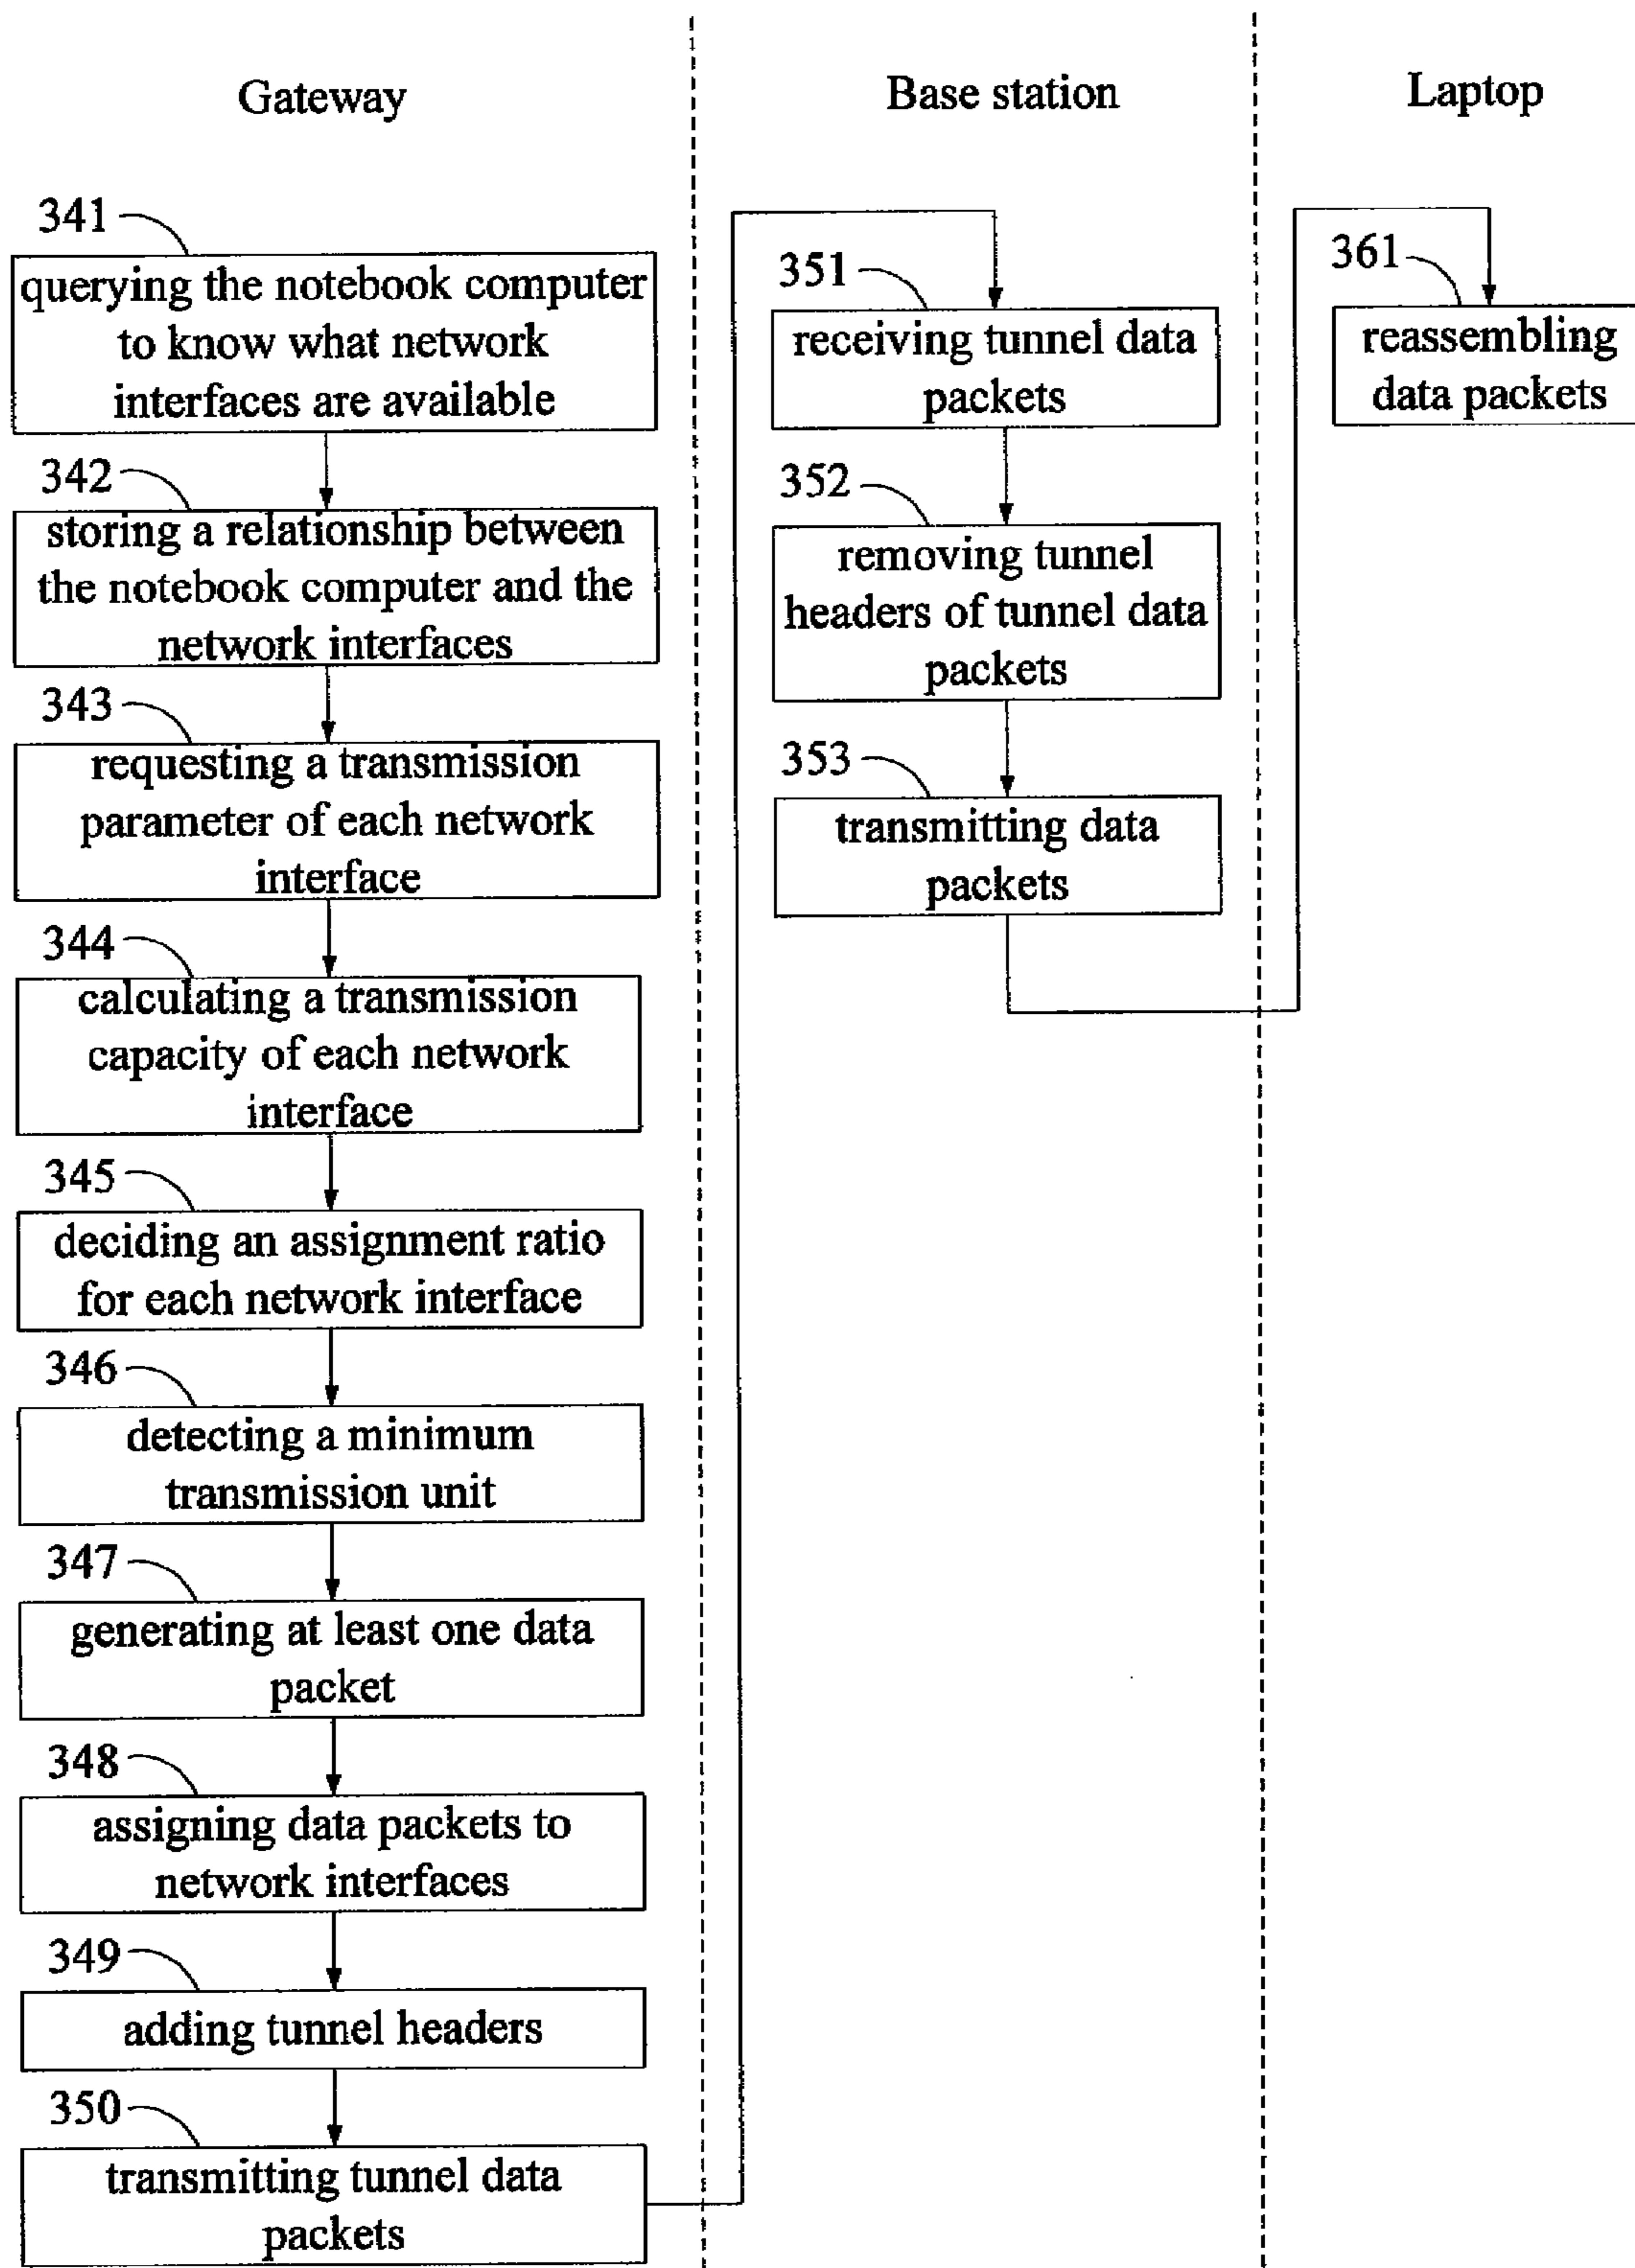 Gateway
341
querying the notebook computer
to know what network
interfaces are available
342
storing a relationship between
the notebook computer and the
network interfaces
343
requesting a transmission
parameter of each network
interface
344
calculating a transmission
capacity of each network
interface
345
deciding an assignment ratio
for each network interface
346
detecting a minimum
transmission unit
347
generating at least one data
packet
348
assigning data packets to
network interfaces
349
adding tunnel headers
350
transmitting tunnel data
packets
Base station
351
receiving tunnel data
packets
352
removing tunnel
headers of tunnel data
packets
353
transmitting data
packets
Laptop
361
reassembling
data packets